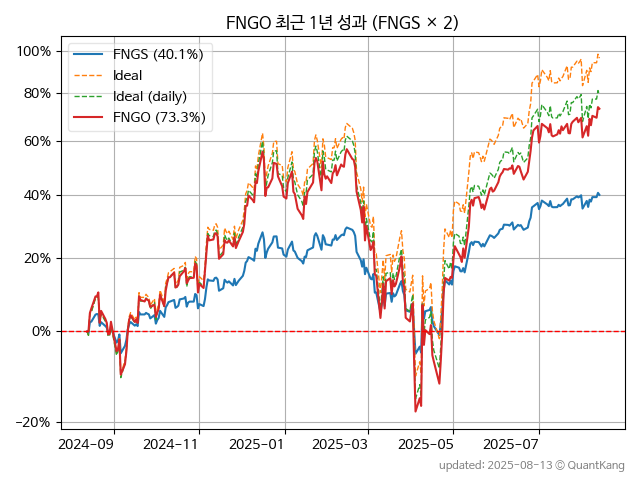 FNGO 최근 1년 성과 (FNGS × 2)
FNGS (40.1%)
Ideal
Ideal (daily)
FNGO (73.3%)
100%
80%
60%
40%
20%
0%
−20%
2024-09 2024-11 2025-01 2025-03 2025-05 2025-07
updated: 2025-08-13 ⓒ QuantKang